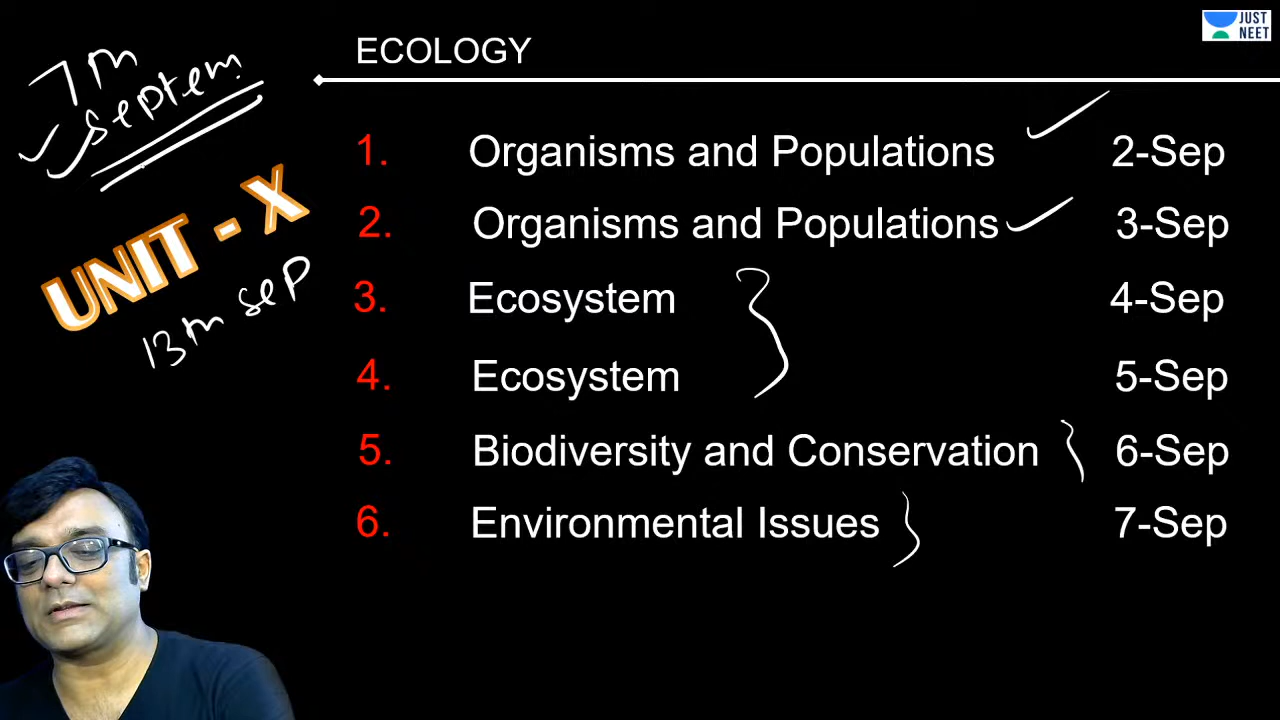 JUST
NEET
ECOLOGY
7th
Septem
UNIT - X
13th Sep
1. Organisms and Populations 2-Sep
2. Organisms and Populations 3-Sep
3. Ecosystem 4-Sep
4. Ecosystem 5-Sep
5. Biodiversity and Conservation 6-Sep
6. Environmental Issues 7-Sep